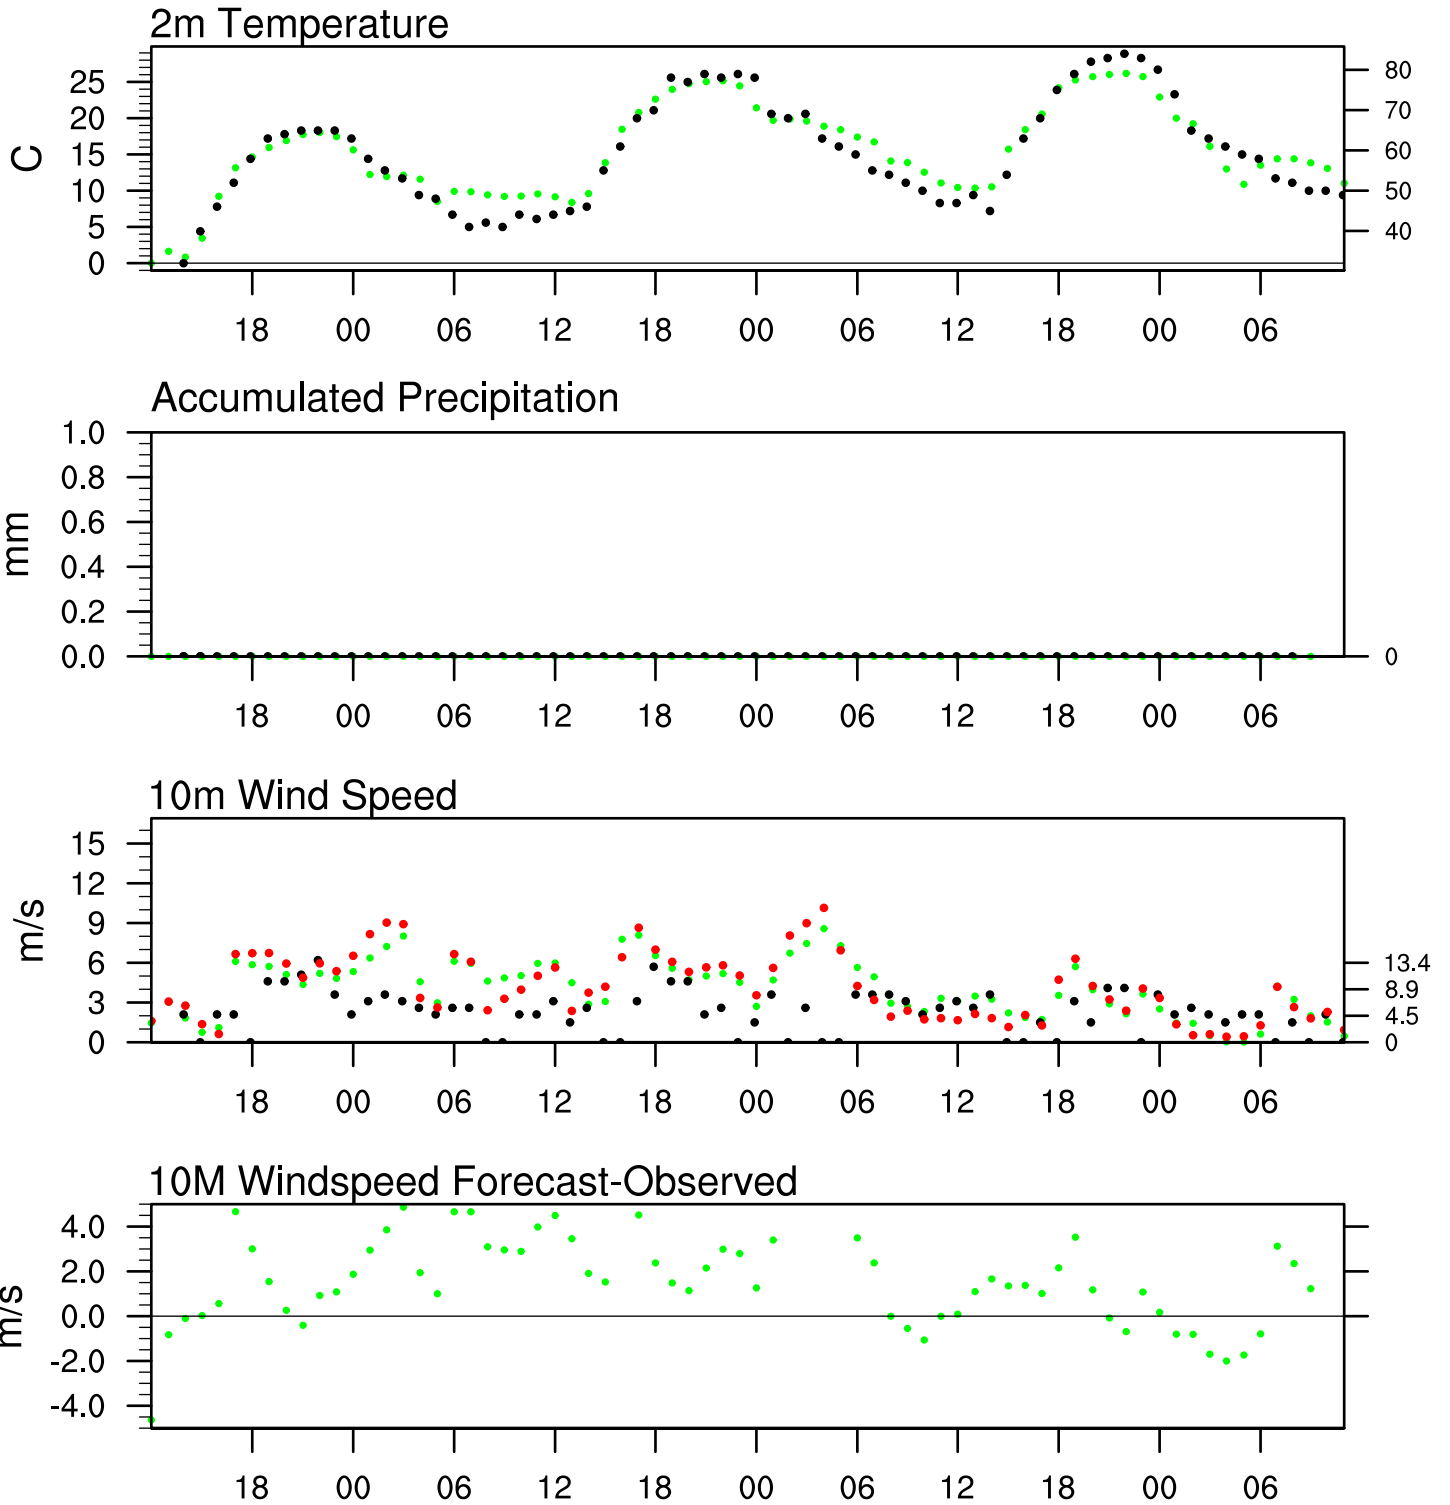 2m Temperature
25
20
15
10
5
0
C
80
70
60
50
40
18 00 06 12 18 00 06 12 18 00 06
Accumulated Precipitation
1.0
0.8
0.6
0.4
0.2
0.0
mm
0
18 00 06 12 18 00 06 12 18 00 06
10m Wind Speed
15
12
9
6
3
0
m/s
13.4
8.9
4.5
0
18 00 06 12 18 00 06 12 18 00 06
10M Windspeed Forecast-Observed
4.0
2.0
0.0
-2.0
-4.0
m/s
18 00 06 12 18 00 06 12 18 00 06